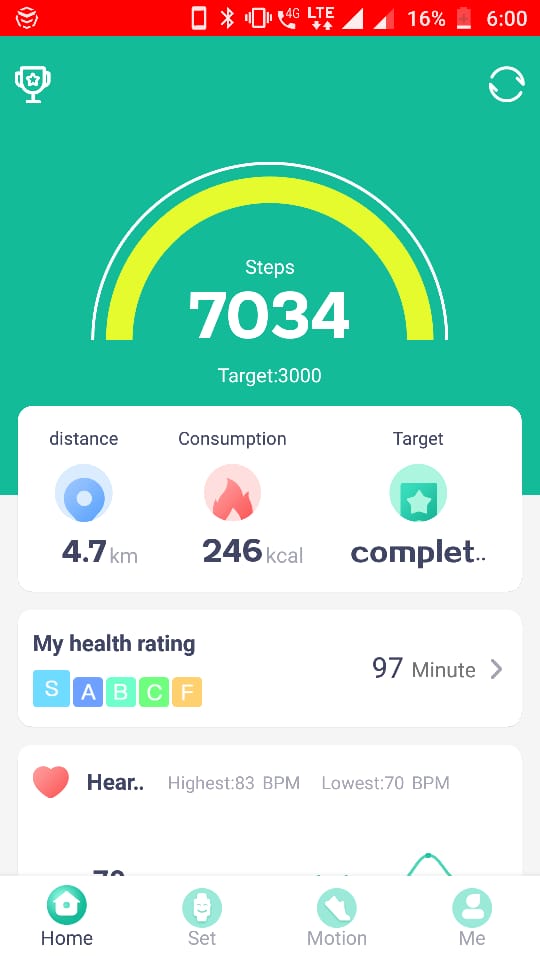 4G LTE 16% 6:00
Steps
7034
Target:3000
distance Consumption Target
4.7 km 246 kcal complet..
My health rating
S A B C F
97 Minute
Hear.. Highest:83 BPM Lowest:70 BPM
Home Set Motion Me